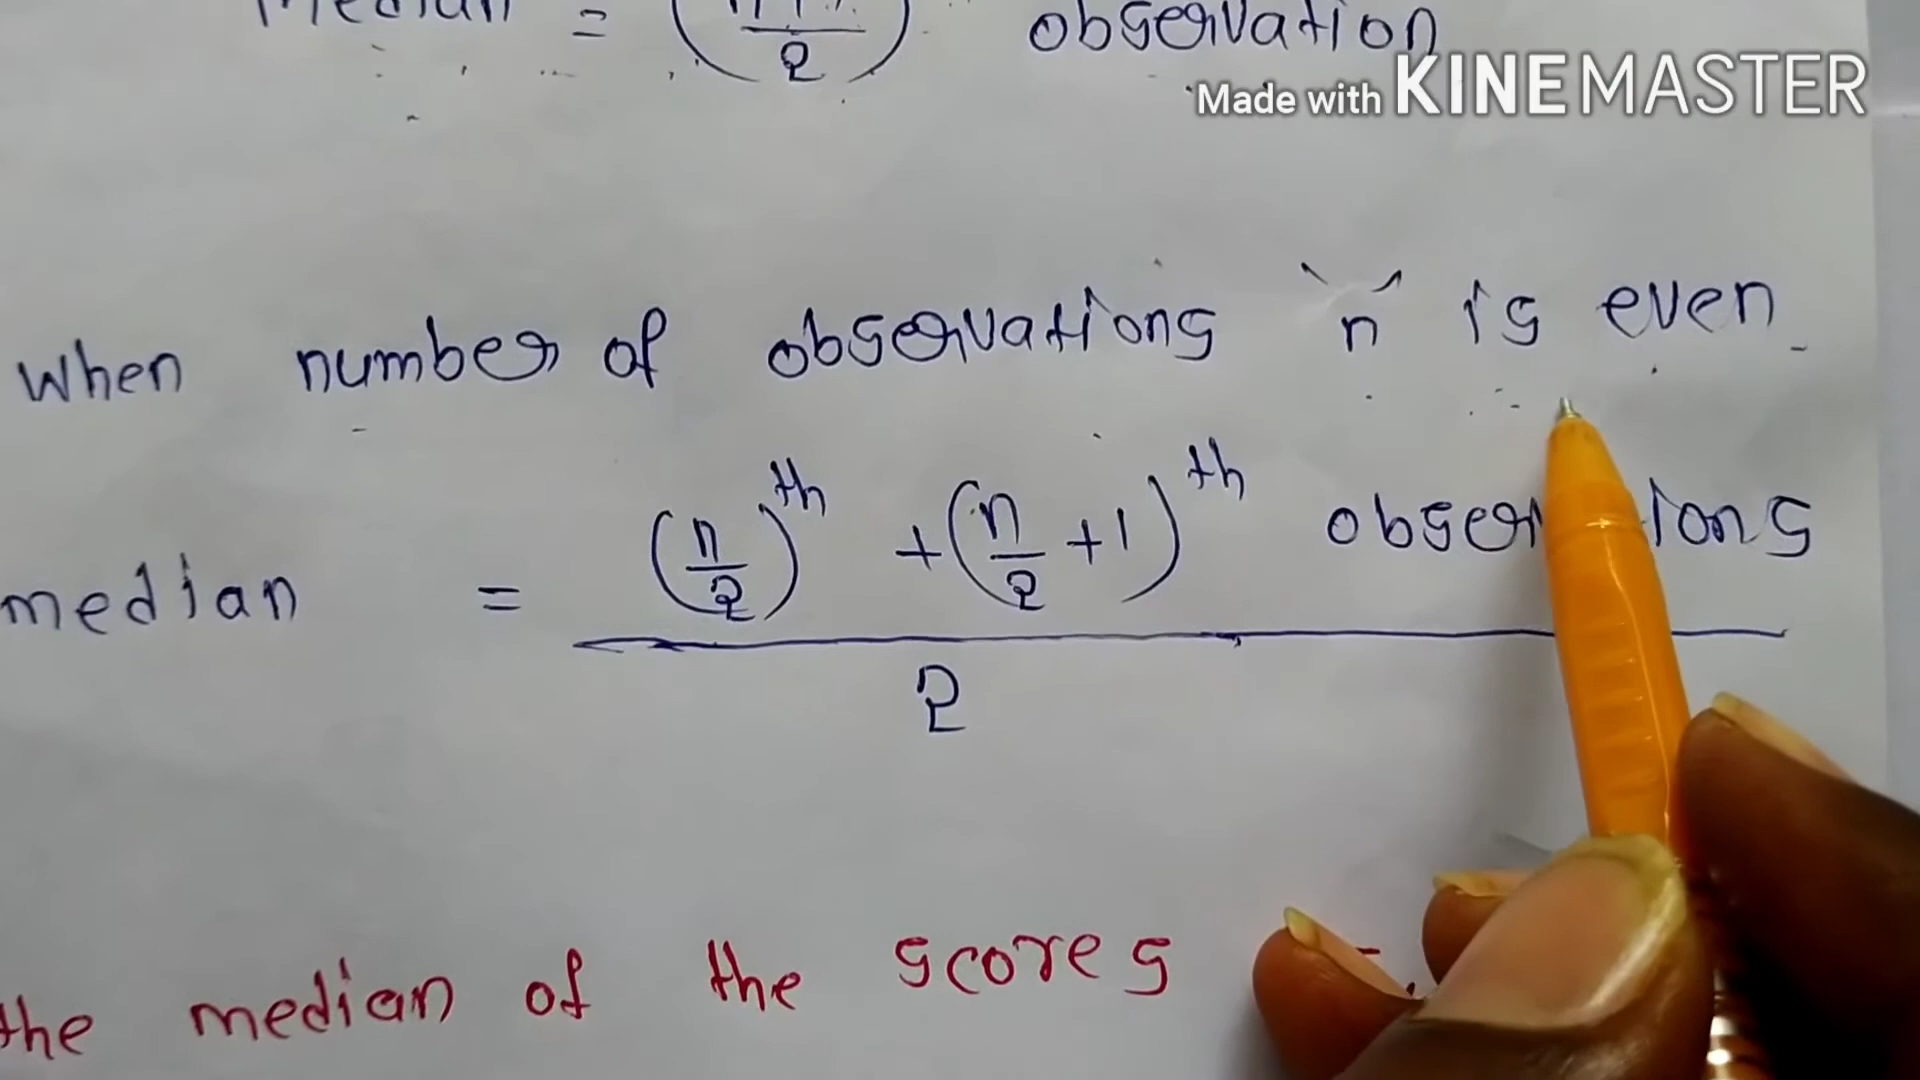 = ( 2 ) observation
Made with KINEMASTER
When number of observations `n´ is even
median = (n/2)th + (n/2 + 1)th observations
2
the median of the scores